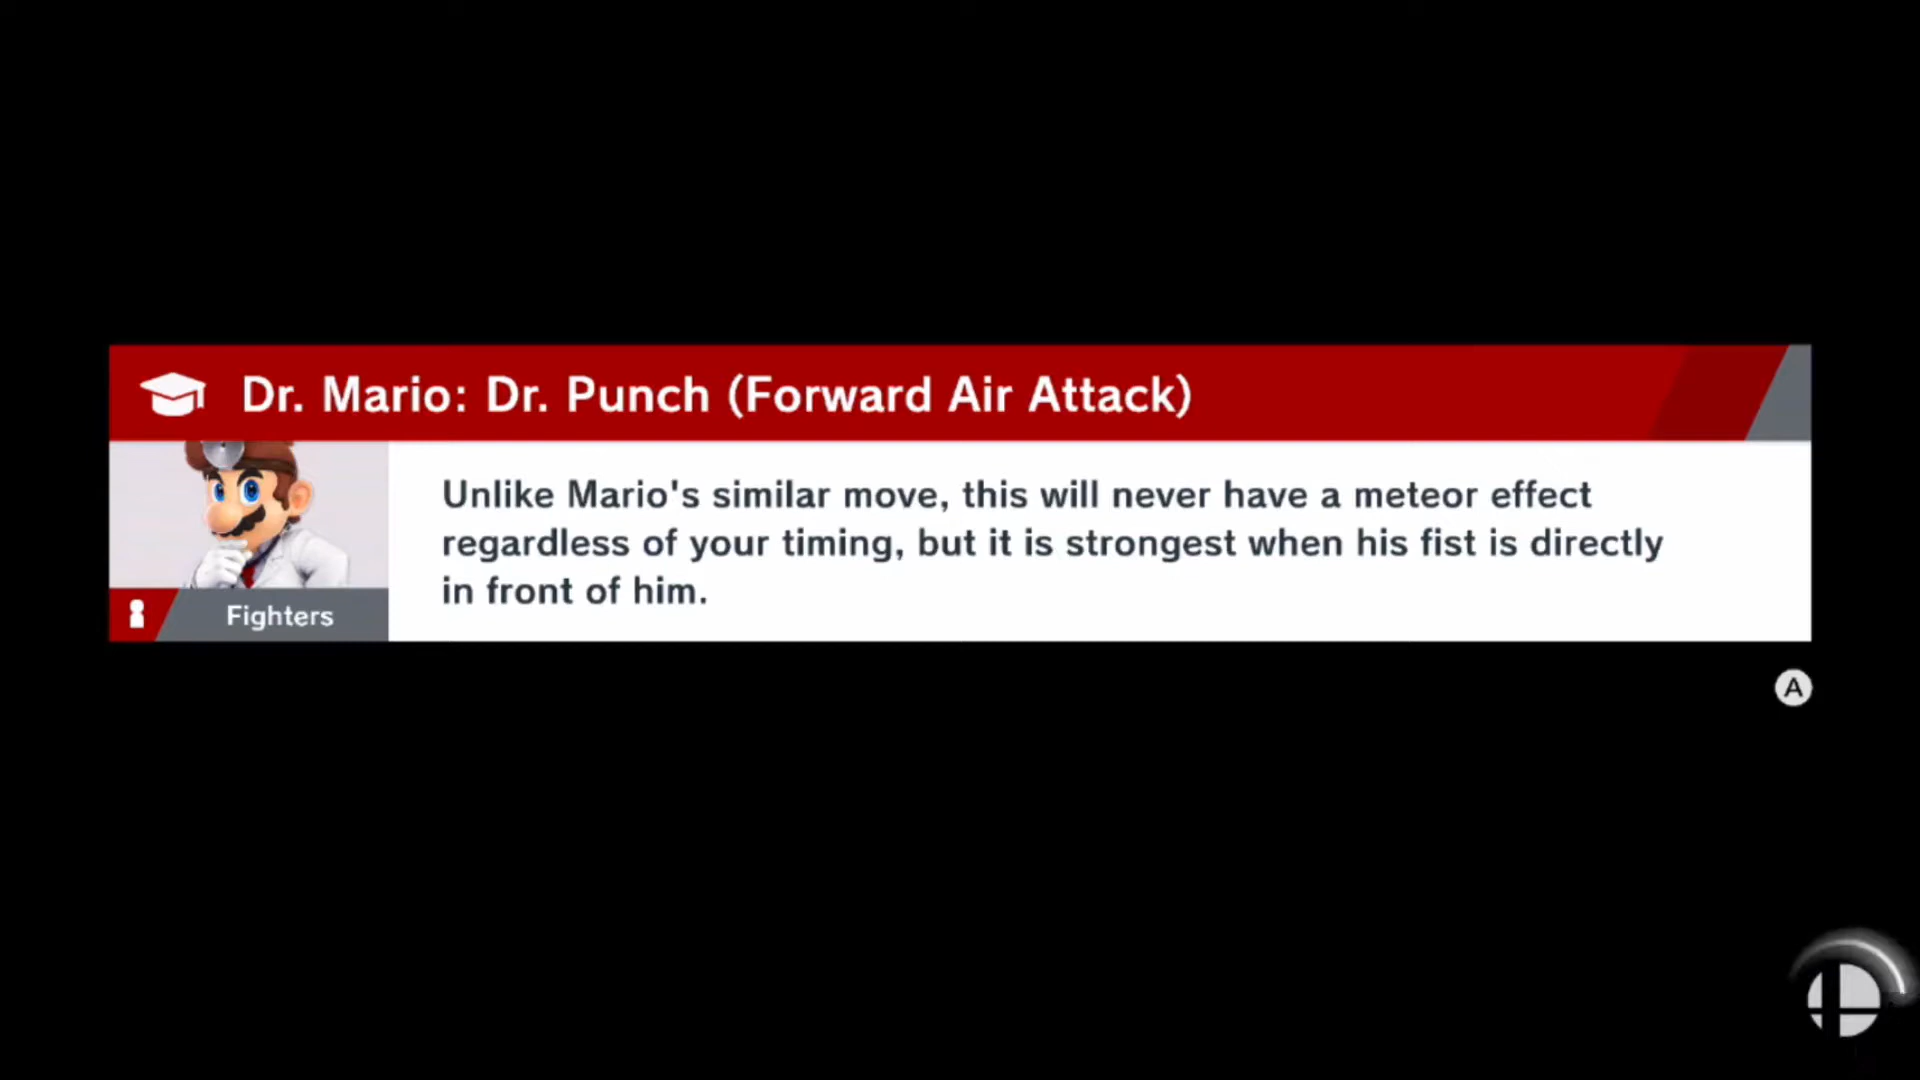 Dr. Mario: Dr. Punch (Forward Air Attack)
Unlike Mario's similar move, this will never have a meteor effect
regardless of your timing, but it is strongest when his fist is directly
in front of him.
Fighters
A